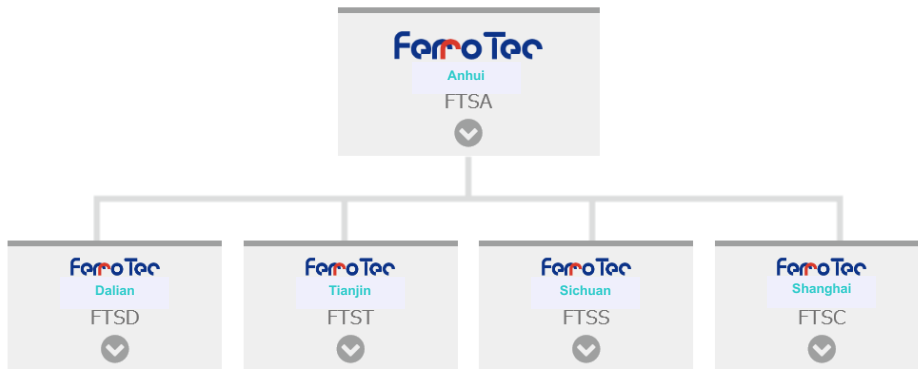 FerroTec
Anhui
FTSA
FerroTec
Dalian
FTSD
FerroTec
Tianjin
FTST
FerroTec
Sichuan
FTSS
FerroTec
Shanghai
FTSC